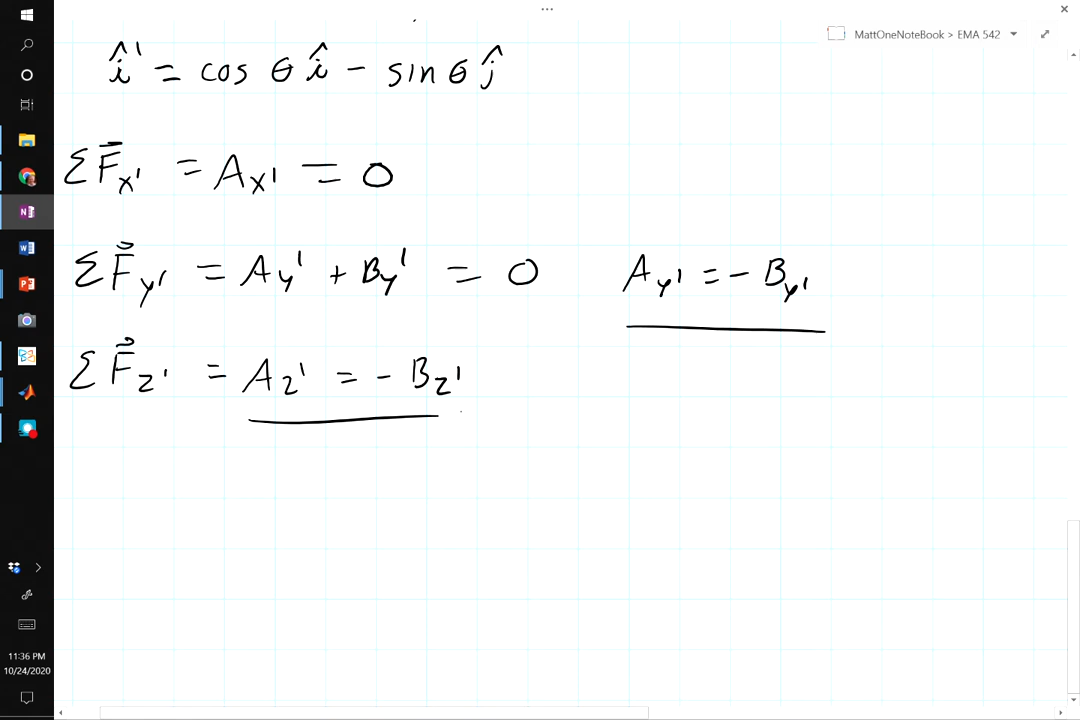 MattOneNoteBook > EMA 542
î' = cos θ î - sin θ ĵ
ΣF⃗x' = Ax' = 0
ΣF⃗y' = Ay' + By' = 0 Ay' = - By'
ΣF⃗z' = Az' = - Bz'
11:36 PM
10/24/2020